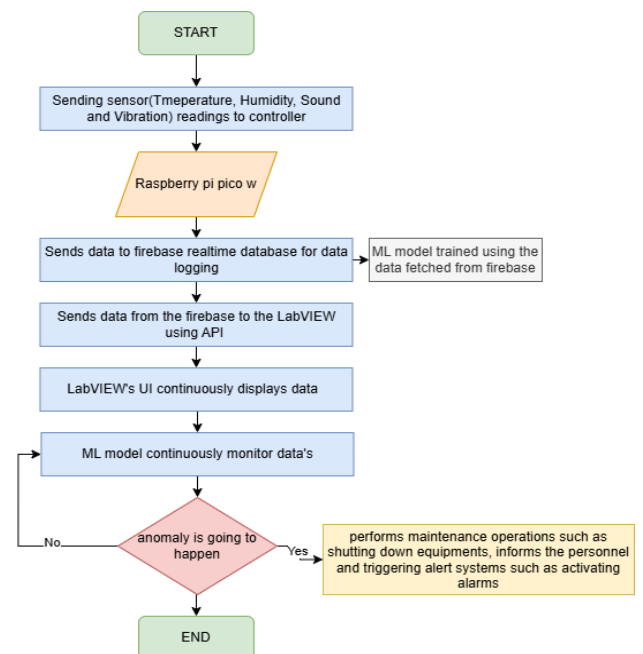 START
Sending sensor(Tmeperature, Humidity, Sound
and Vibration) readings to controller
Raspberry pi pico w
Sends data to firebase realtime database for data
logging
ML model trained using the
data fetched from firebase
Sends data from the firebase to the LabVIEW
using API
LabVIEW's UI continuously displays data
ML model continuously monitor data's
anomaly is going to
happen
No
Yes
performs maintenance operations such as
shutting down equipments, informs the personnel
and triggering alert systems such as activating
alarms
END